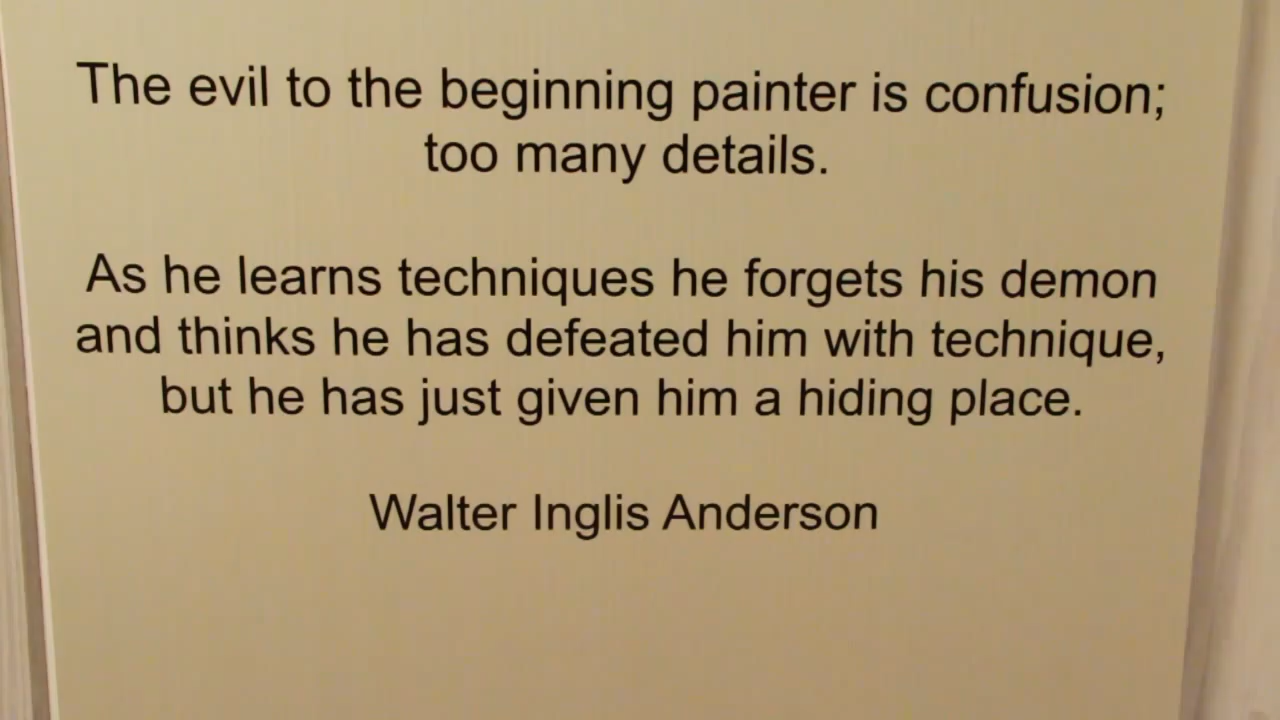 The evil to the beginning painter is confusion;
too many details.
As he learns techniques he forgets his demon
and thinks he has defeated him with technique,
but he has just given him a hiding place.
Walter Inglis Anderson